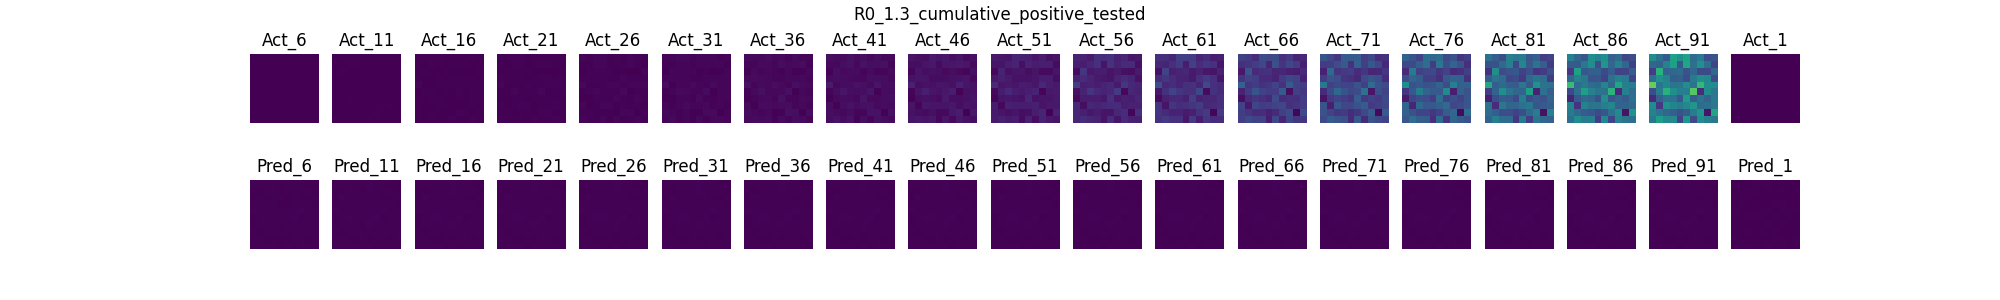 R0_1.3_cumulative_positive_tested
Act_6 Act_11 Act_16 Act_21 Act_26 Act_31 Act_36 Act_41 Act_46 Act_51 Act_56 Act_61 Act_66 Act_71 Act_76 Act_81 Act_86 Act_91 Act_1
Pred_6 Pred_11 Pred_16 Pred_21 Pred_26 Pred_31 Pred_36 Pred_41 Pred_46 Pred_51 Pred_56 Pred_61 Pred_66 Pred_71 Pred_76 Pred_81 Pred_86 Pred_91 Pred_1